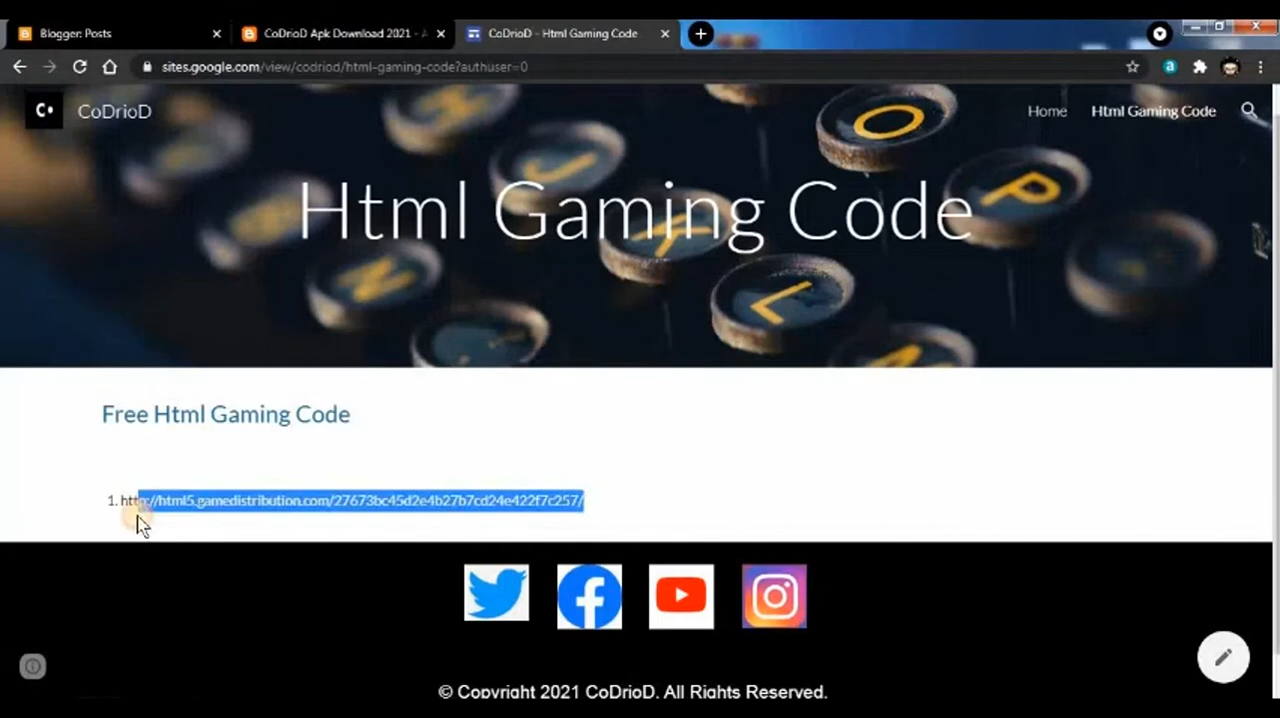 Blogger: Posts
CoDrioD Apk Download 2021 - A
CoDrioD - Html Gaming Code
sites.google.com/view/codriod/html-gaming-code?authuser=0
CoDrioD
Home
Html Gaming Code
Html Gaming Code
Free Html Gaming Code
1. http://html5.gamedistribution.com/27673bc45d2e4b27b7cd24e422f7c257/
© Copyright 2021 CoDrioD. All Rights Reserved.